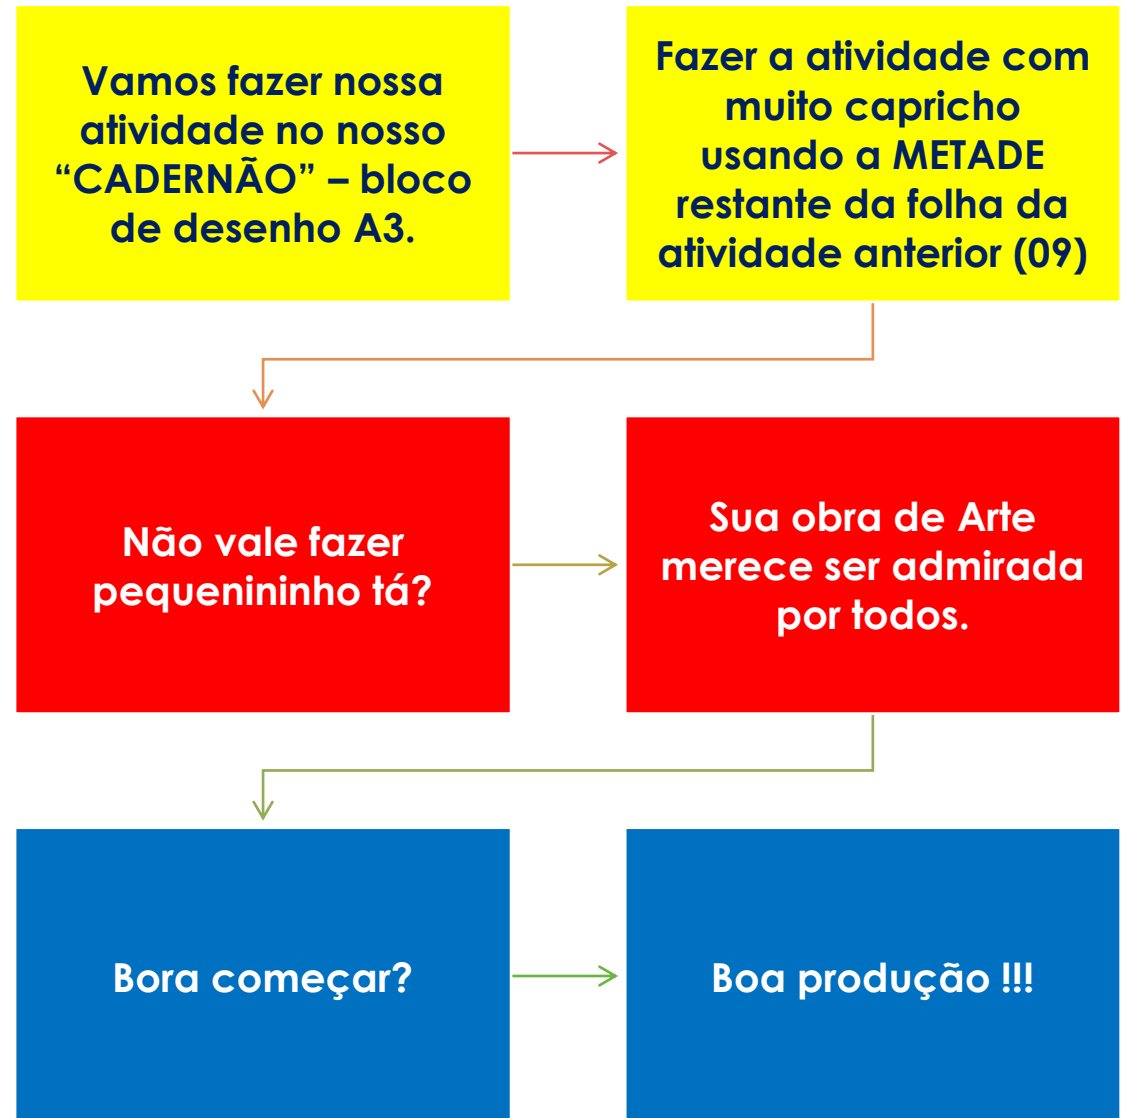 Vamos fazer nossa
atividade no nosso
“CADERNÃO” – bloco
de desenho A3.
Fazer a atividade com
muito capricho
usando a METADE
restante da folha da
atividade anterior (09)
Não vale fazer
pequenininho tá?
Sua obra de Arte
merece ser admirada
por todos.
Bora começar?
Boa produção !!!